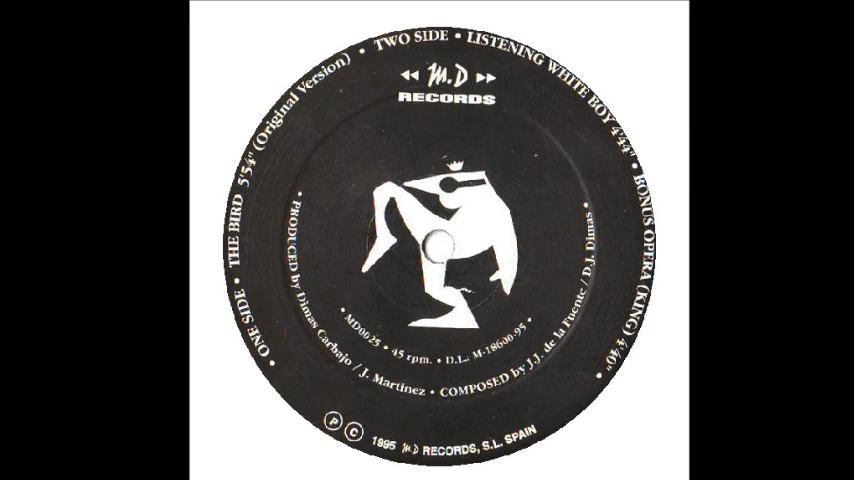 • ONE SIDE • THE BIRD 5'54" (Original Version) • TWO SIDE • LISTENING WHITE BOY 4'44" • BONUS OPERA (KING) 4'40" •
M.D
RECORDS
• PRODUCED by Dimas Carbajo / J. Martinez • COMPOSED by J.J. de la Fuente / D.J. Dimas •
• MD0025 • 45 rpm. • D.L.: M-18600-95 •
P C 1995 M.D RECORDS, S.L. SPAIN